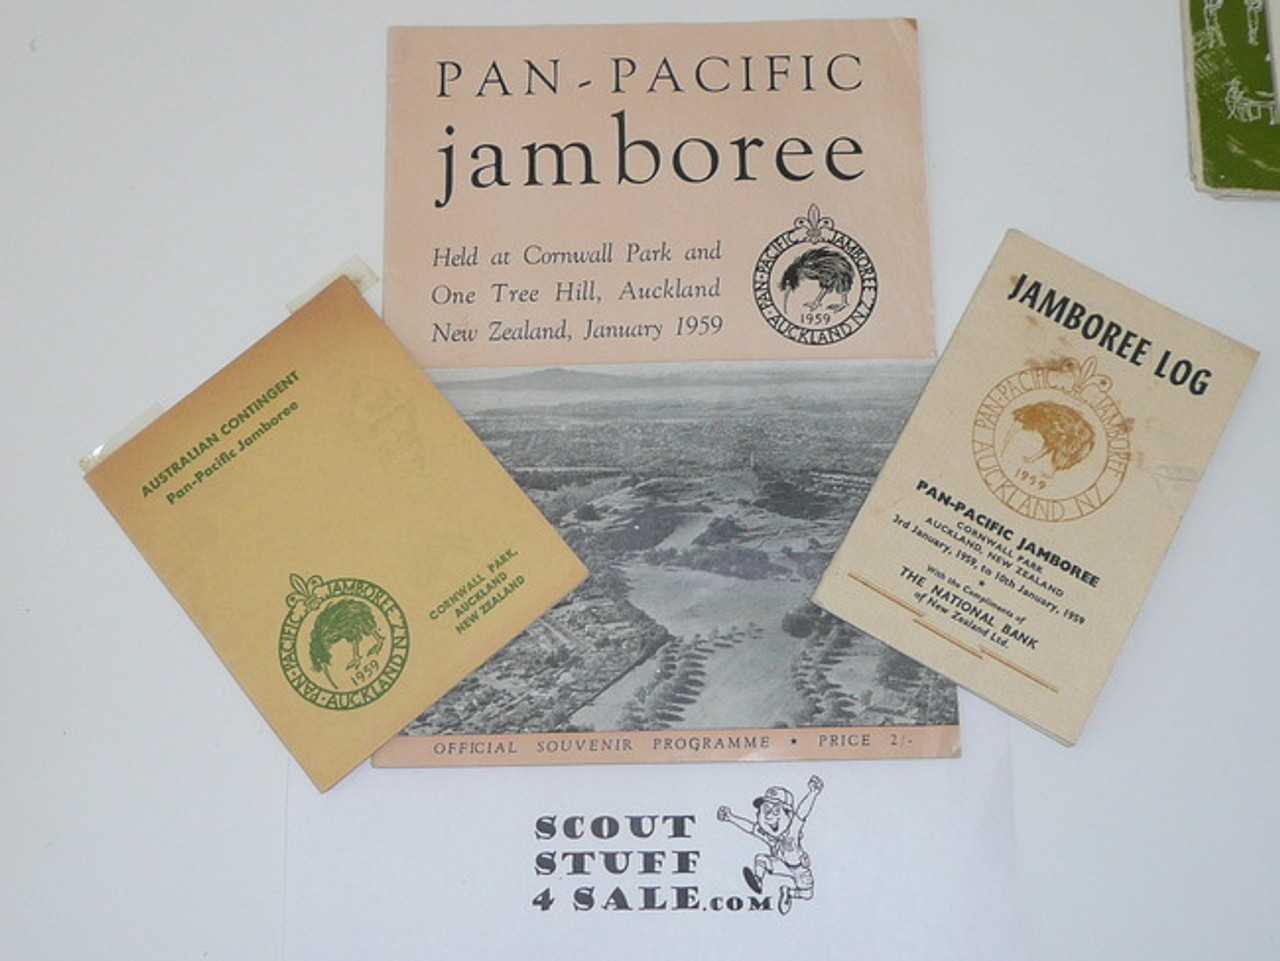 PAN-PACIFIC
jamboree
Held at Cornwall Park and
One Tree Hill, Auckland
New Zealand, January 1959
PAN-PACIFIC JAMBOREE
1959
AUCKLAND NZ
OFFICIAL SOUVENIR PROGRAMME ★ PRICE 2/-
AUSTRALIAN CONTINGENT
Pan-Pacific Jamboree
CORNWALL PARK,
AUCKLAND
NEW ZEALAND
PAN-PACIFIC JAMBOREE
1959
AUCKLAND NZ
JAMBOREE LOG
PAN-PACIFIC JAMBOREE
1959
AUCKLAND NZ
PAN-PACIFIC JAMBOREE
CORNWALL PARK
AUCKLAND, NEW ZEALAND
3rd January, 1959, to 10th January, 1959
★
With the Compliments of
THE NATIONAL BANK
of New Zealand Ltd.
SCOUT
STUFF
4 SALE.COM